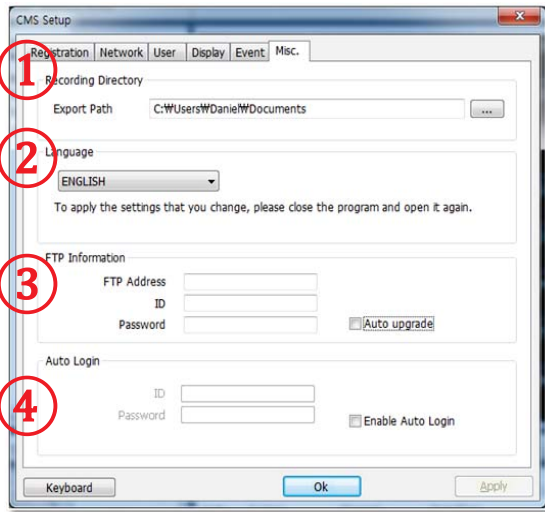 CMS Setup
Registration Network User Display Event Misc.
1
Recording Directory
Export Path C:₩Users₩Daniel₩Documents ...
2
Language
ENGLISH
To apply the settings that you change, please close the program and open it again.
3
FTP Information
FTP Address
ID
Password Auto upgrade
4
Auto Login
ID
Password Enable Auto Login
Keyboard Ok Apply